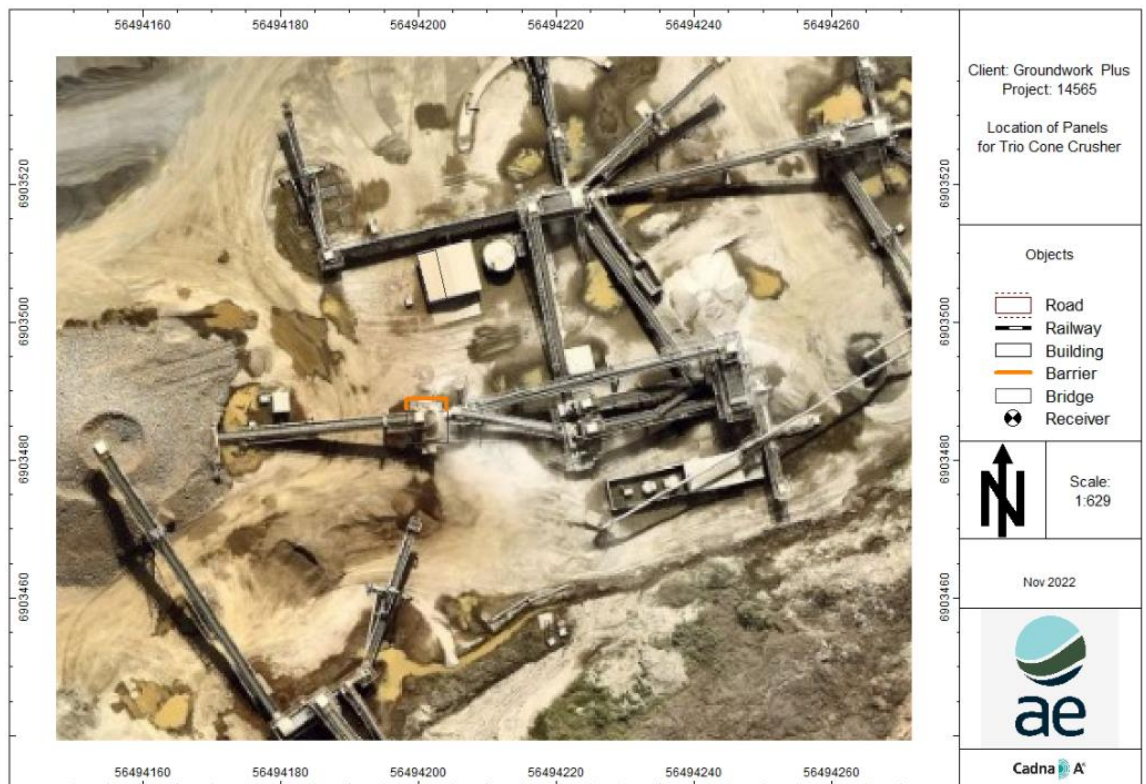 56494160 56494180 56494200 56494220 56494240 56494260
6903520
6903500
6903480
6903460
6903520
6903500
6903480
6903460
56494160 56494180 56494200 56494220 56494240 56494260
Client: Groundwork Plus
Project: 14565
Location of Panels
for Trio Cone Crusher
Objects
Road
Railway
Building
Barrier
Bridge
Receiver
N
Scale:
1:629
Nov 2022
ae
Cadna A®